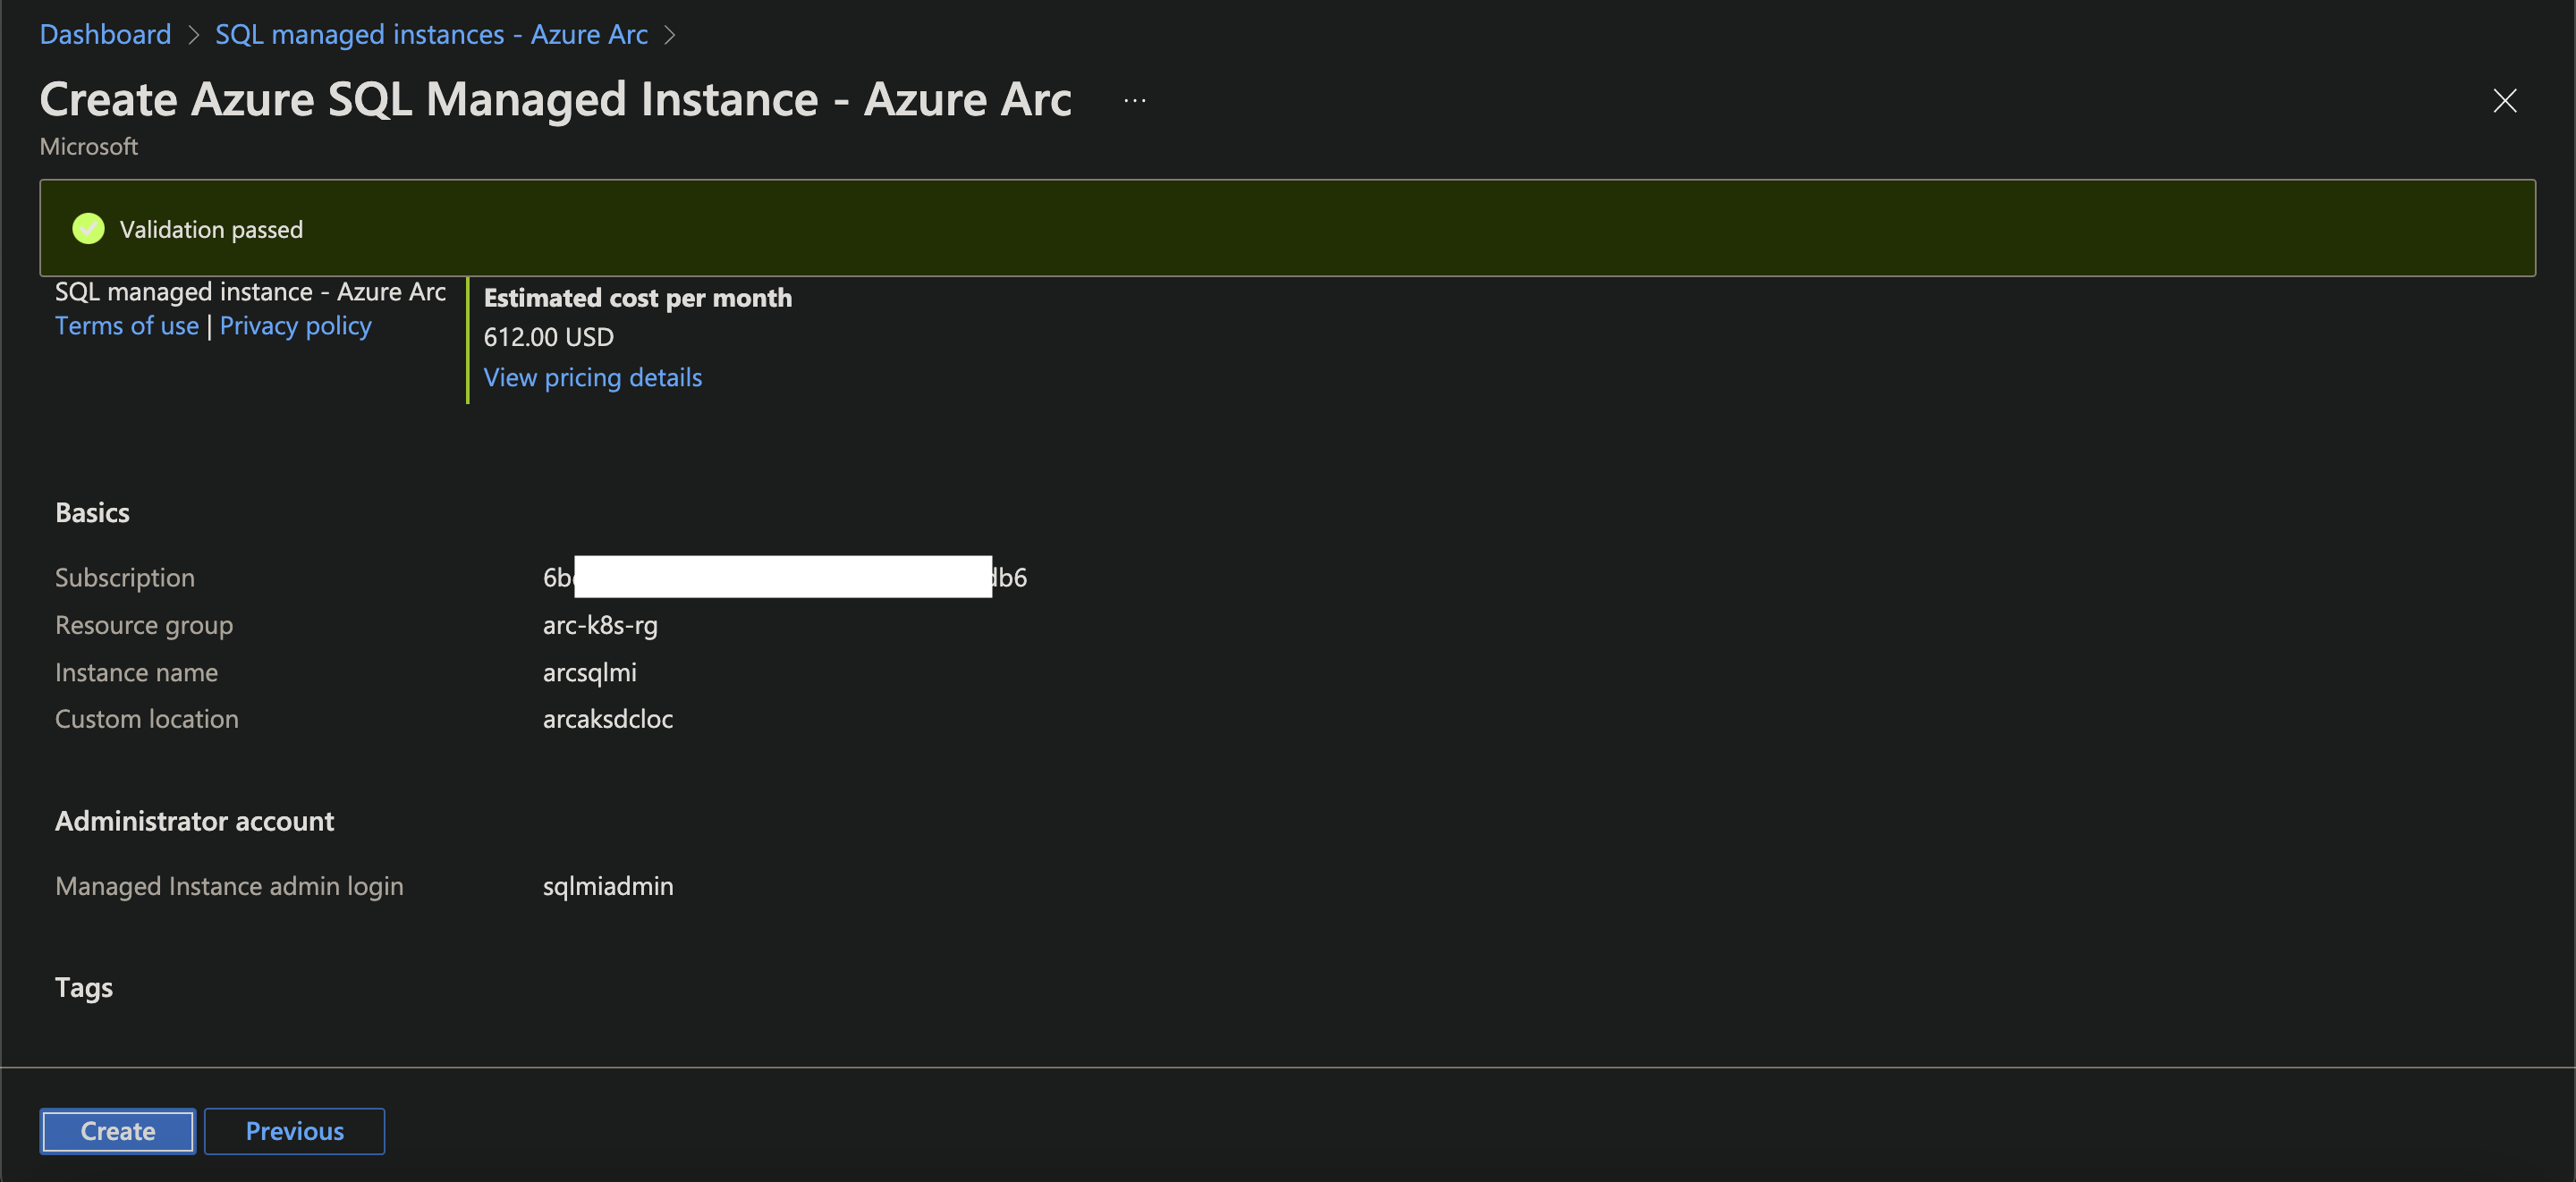 Dashboard > SQL managed instances - Azure Arc >
Create Azure SQL Managed Instance - Azure Arc ...
Microsoft
Validation passed
SQL managed instance - Azure Arc
Terms of use | Privacy policy
Estimated cost per month
612.00 USD
View pricing details
Basics
Subscription 6b db6
Resource group arc-k8s-rg
Instance name arcsqlmi
Custom location arcaksdcloc
Administrator account
Managed Instance admin login sqlmiadmin
Tags
Create Previous